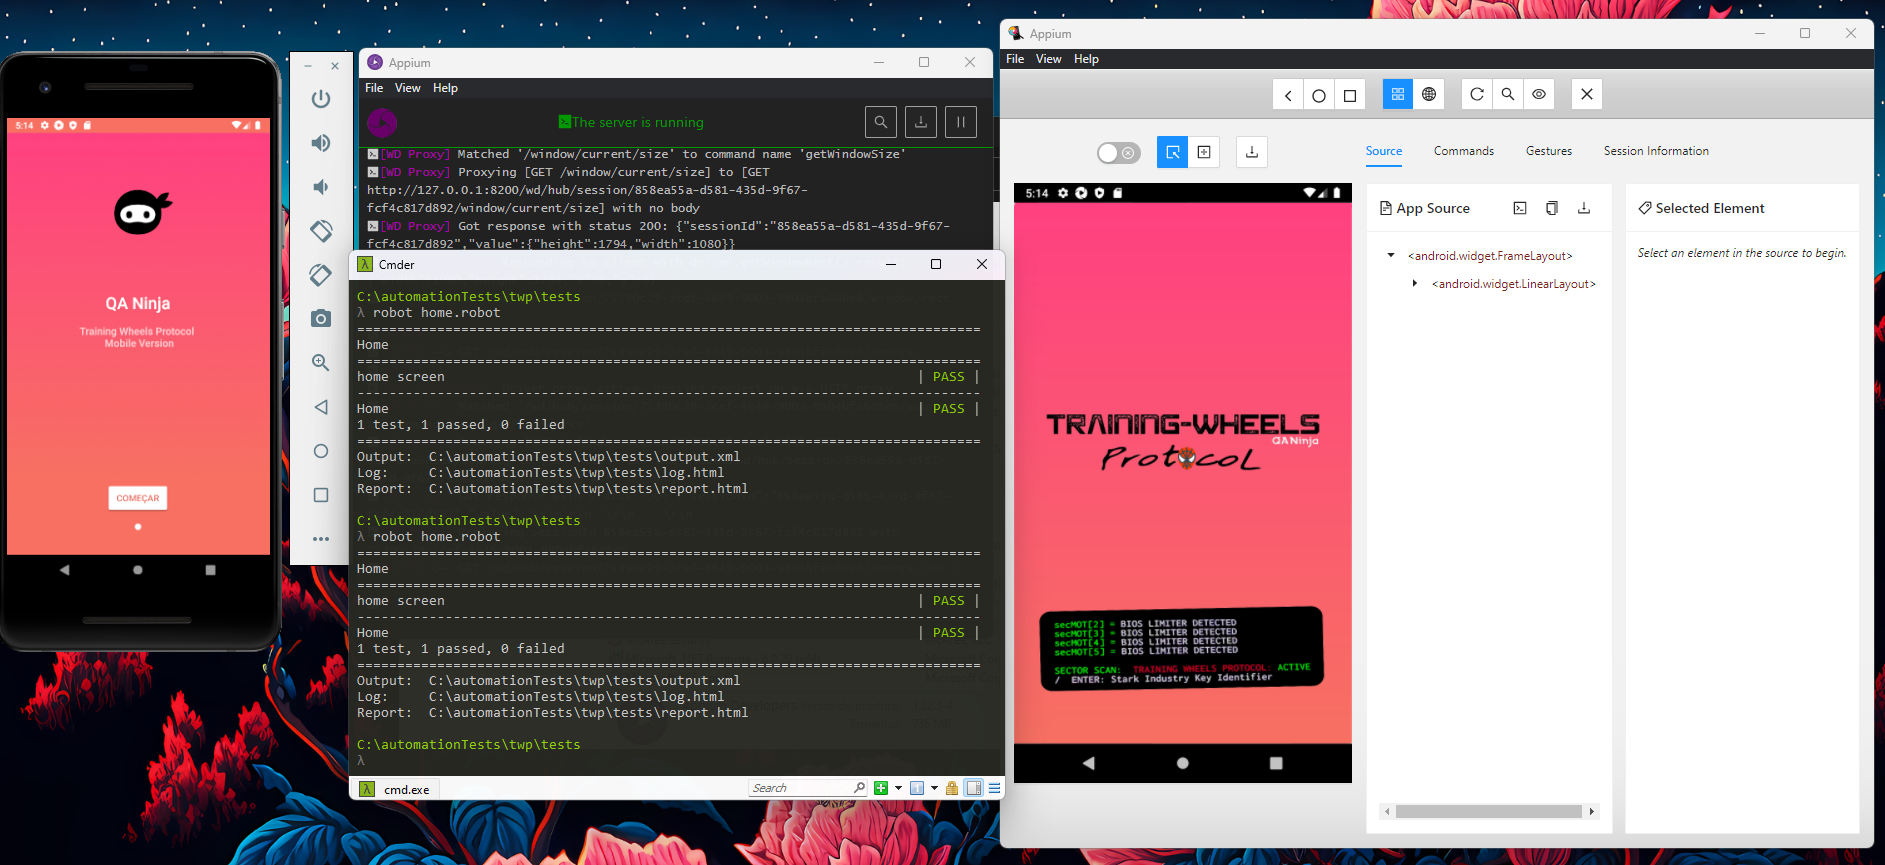 5:14
QA Ninja
Training Wheels Protocol
Mobile Version
COMEÇAR
Appium
File View Help
The server is running
[WD Proxy] Matched '/window/current/size' to command name 'getWindowSize'
[WD Proxy] Proxying [GET /window/current/size] to [GET
http://127.0.0.1:8200/wd/hub/session/858ea55a-d581-435d-9f67-
fcf4c817d892/window/current/size] with no body
[WD Proxy] Got response with status 200: {"sessionId":"858ea55a-d581-435d-9f67-
fcf4c817d892","value":{"height":1794,"width":1080}}
Cmder
C:\automationTests\twp\tests
λ robot home.robot
==============================================================================
Home
==============================================================================
home screen | PASS |
------------------------------------------------------------------------------
Home | PASS |
1 test, 1 passed, 0 failed
==============================================================================
Output: C:\automationTests\twp\tests\output.xml
Log: C:\automationTests\twp\tests\log.html
Report: C:\automationTests\twp\tests\report.html
C:\automationTests\twp\tests
λ robot home.robot
==============================================================================
Home
==============================================================================
home screen | PASS |
------------------------------------------------------------------------------
Home | PASS |
1 test, 1 passed, 0 failed
==============================================================================
Output: C:\automationTests\twp\tests\output.xml
Log: C:\automationTests\twp\tests\log.html
Report: C:\automationTests\twp\tests\report.html
C:\automationTests\twp\tests
λ
cmd.exe
Search
Appium
File View Help
Source Commands Gestures Session Information
5:14
TRAINING-WHEELS
QANinja
Protocol
secMOT[2] = BIOS LIMITER DETECTED
secMOT[3] = BIOS LIMITER DETECTED
secMOT[4] = BIOS LIMITER DETECTED
secMOT[5] = BIOS LIMITER DETECTED
SECTOR SCAN: TRAINING WHEELS PROTOCOL: ACTIVE
/ ENTER: Stark Industry Key Identifier
App Source
<android.widget.FrameLayout>
<android.widget.LinearLayout>
Selected Element
Select an element in the source to begin.